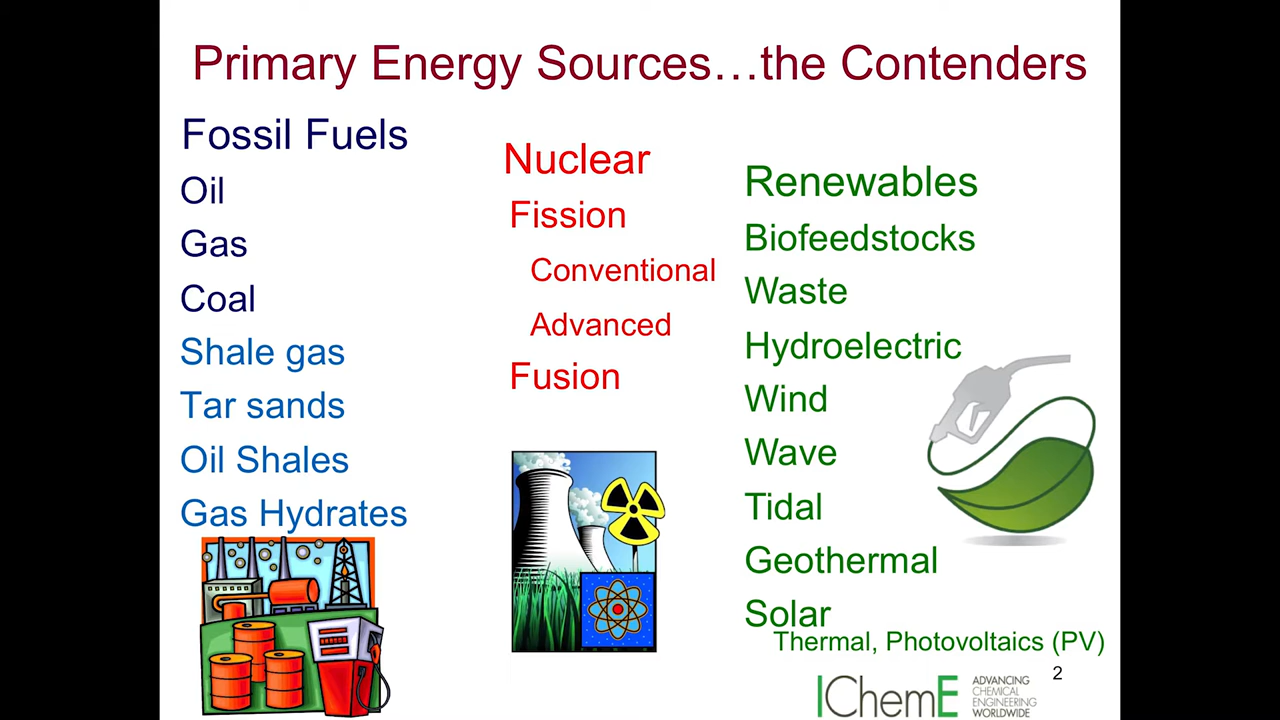 Primary Energy Sources…the Contenders
Fossil Fuels
Oil
Gas
Coal
Shale gas
Tar sands
Oil Shales
Gas Hydrates
Nuclear
Fission
Conventional
Advanced
Fusion
Renewables
Biofeedstocks
Waste
Hydroelectric
Wind
Wave
Tidal
Geothermal
Solar
Thermal, Photovoltaics (PV)
2
IChemE
ADVANCING
CHEMICAL
ENGINEERING
WORLDWIDE